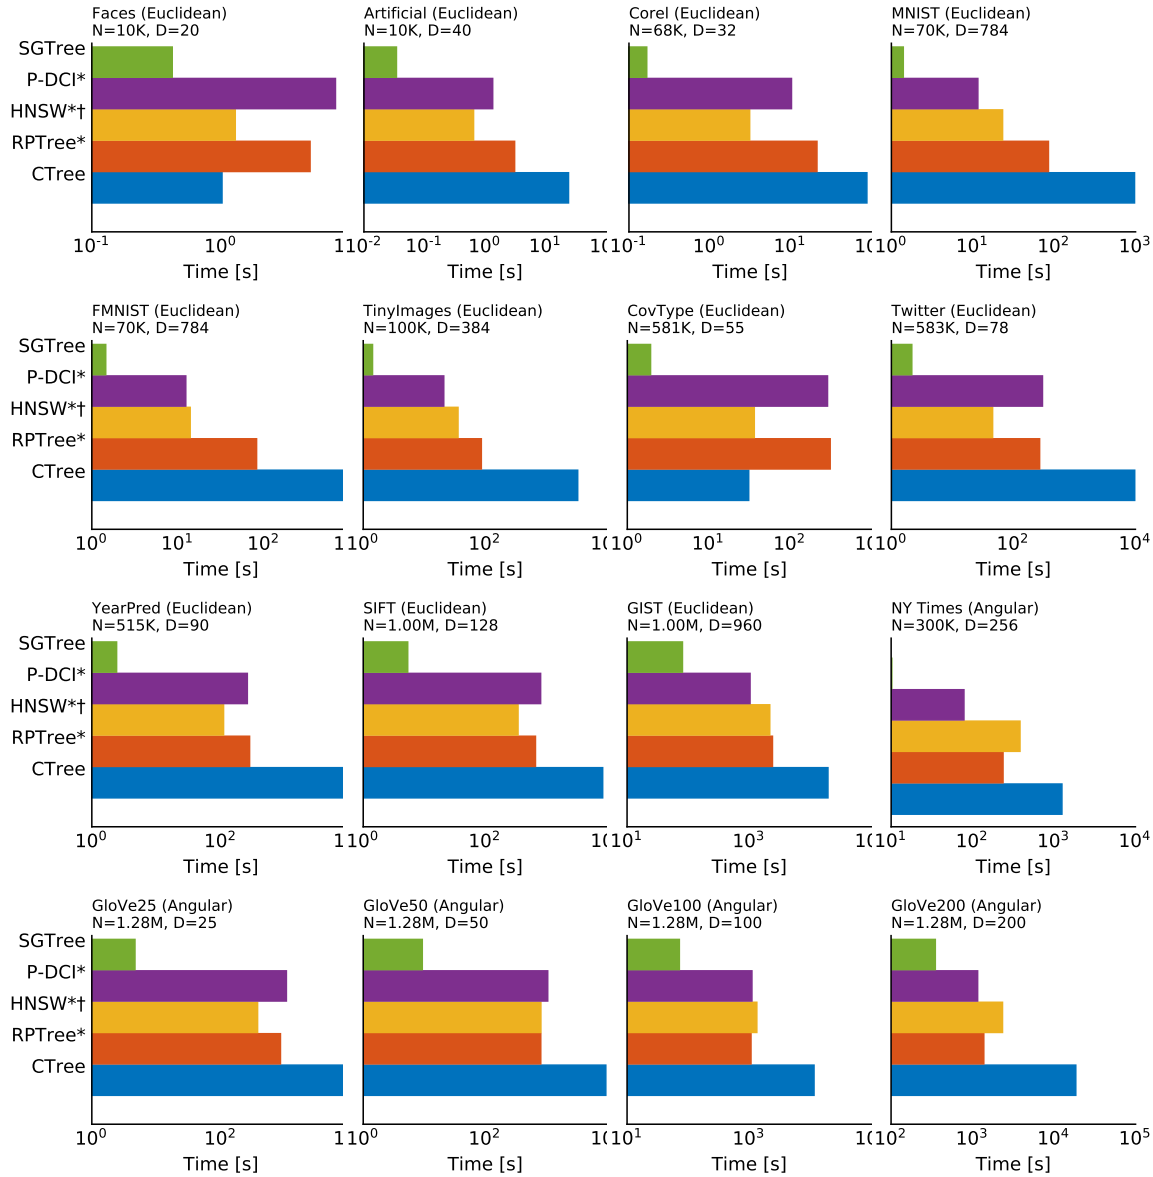 Faces (Euclidean)
N=10K, D=20
Artificial (Euclidean)
N=10K, D=40
Corel (Euclidean)
N=68K, D=32
MNIST (Euclidean)
N=70K, D=784
SGTree
P-DCI*
HNSW*†
RPTree*
CTree
10⁻¹ 10⁰
10⁻² 10⁻¹ 10⁰ 10¹
10⁻¹ 10⁰ 10¹
10⁰ 10¹ 10² 10³
Time [s]
Time [s]
Time [s]
Time [s]
FMNIST (Euclidean)
N=70K, D=784
TinyImages (Euclidean)
N=100K, D=384
CovType (Euclidean)
N=581K, D=55
Twitter (Euclidean)
N=583K, D=78
SGTree
P-DCI*
HNSW*†
RPTree*
CTree
10⁰ 10¹ 10²
10⁰ 10²
10⁰ 10¹ 10²
10⁰ 10² 10⁴
Time [s]
Time [s]
Time [s]
Time [s]
YearPred (Euclidean)
N=515K, D=90
SIFT (Euclidean)
N=1.00M, D=128
GIST (Euclidean)
N=1.00M, D=960
NY Times (Angular)
N=300K, D=256
SGTree
P-DCI*
HNSW*†
RPTree*
CTree
10⁰ 10²
10⁰ 10²
10¹ 10³
10¹ 10² 10³ 10⁴
Time [s]
Time [s]
Time [s]
Time [s]
GloVe25 (Angular)
N=1.28M, D=25
GloVe50 (Angular)
N=1.28M, D=50
GloVe100 (Angular)
N=1.28M, D=100
GloVe200 (Angular)
N=1.28M, D=200
SGTree
P-DCI*
HNSW*†
RPTree*
CTree
10⁰ 10²
10⁰ 10²
10¹ 10³
10² 10³ 10⁴ 10⁵
Time [s]
Time [s]
Time [s]
Time [s]